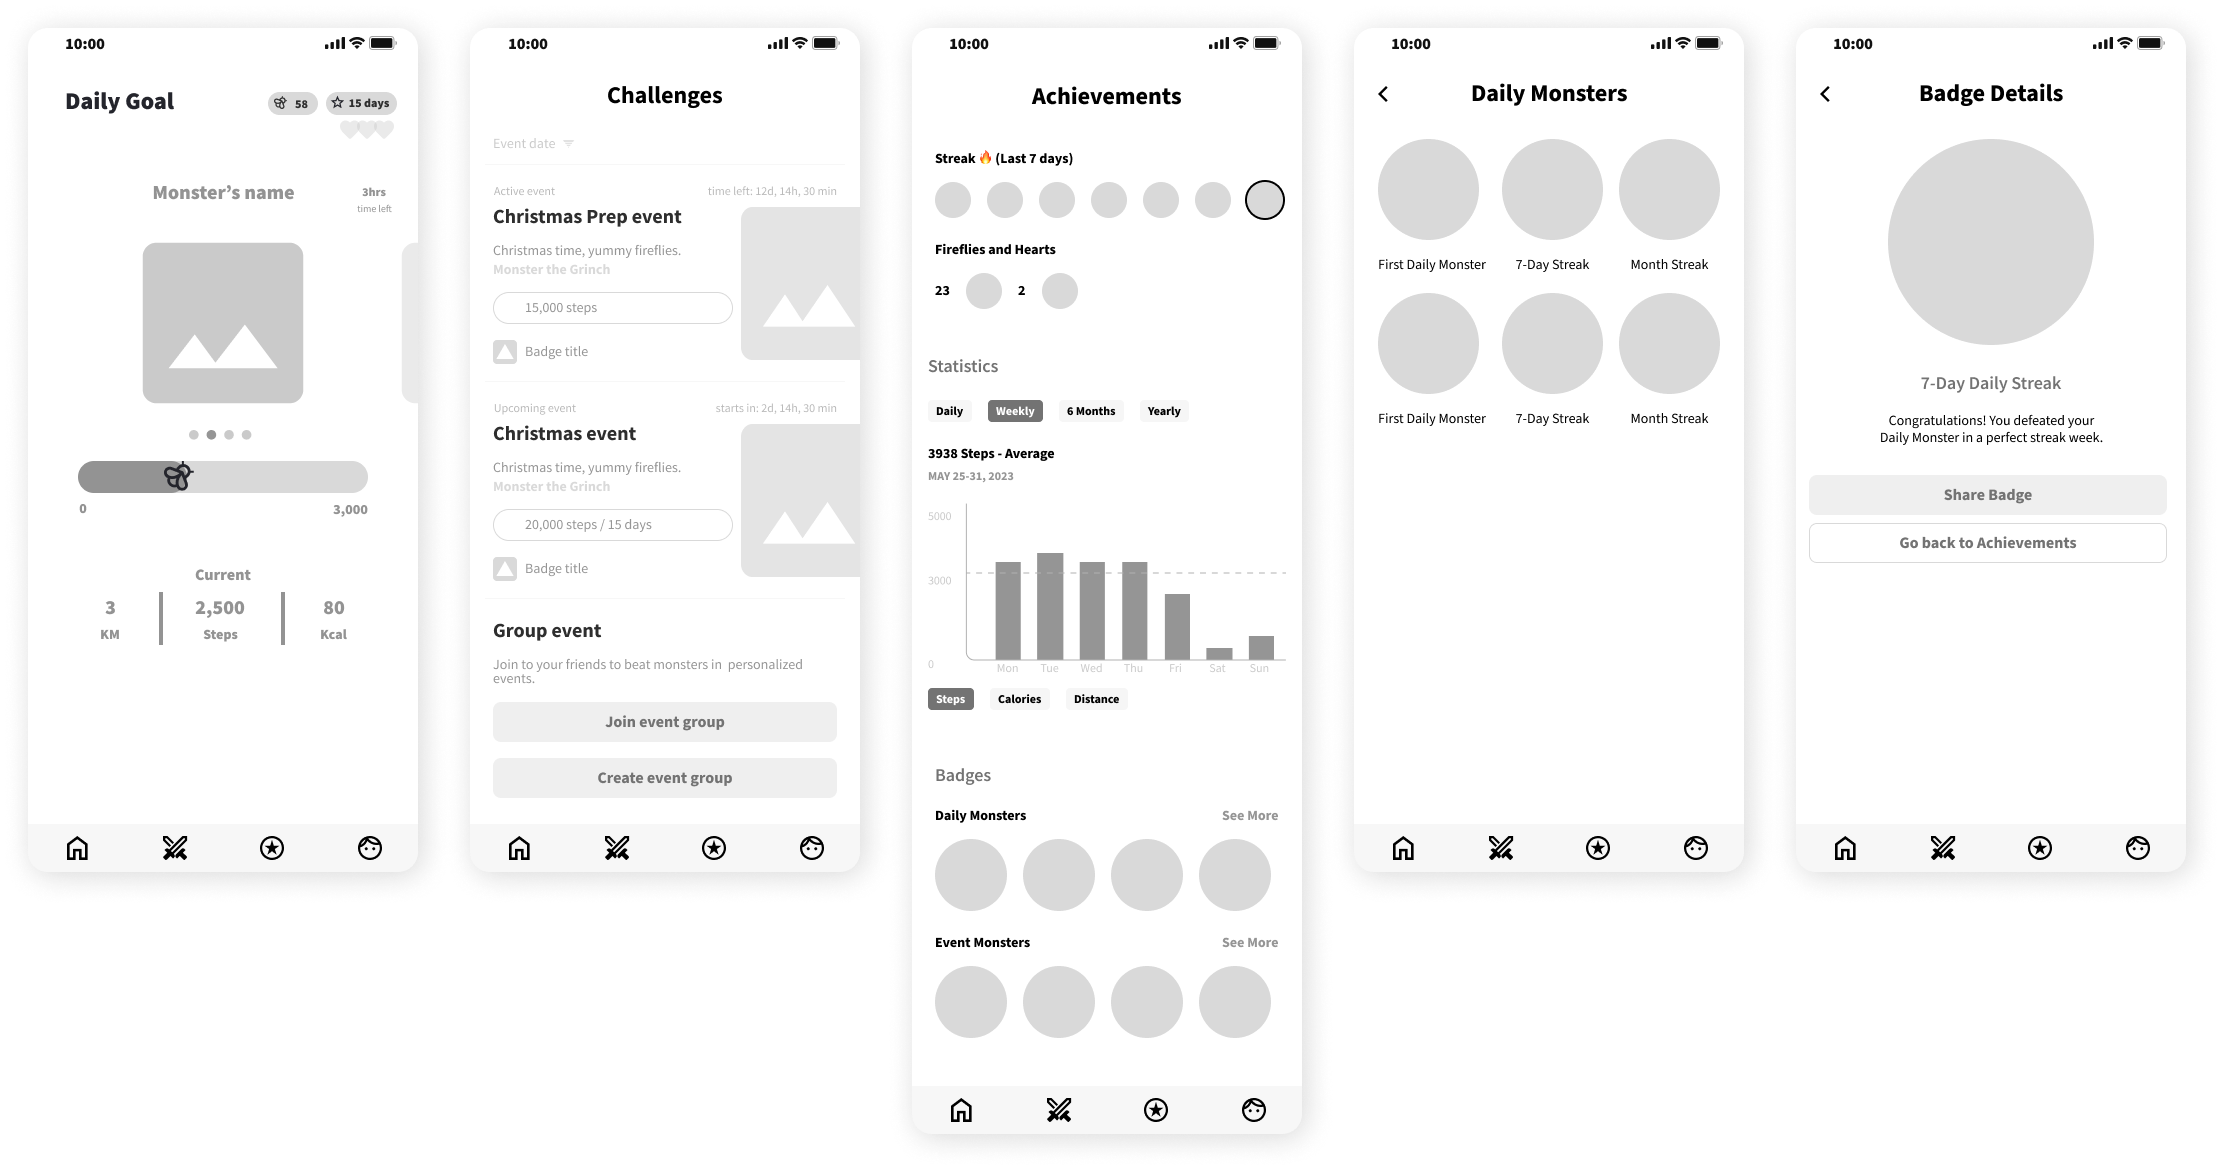 10:00
Daily Goal
58
15 days
Monster's name
3hrs
time left
0
3,000
Current
3
2,500
80
KM
Steps
Kcal
10:00
Challenges
Event date
Active event
time left: 12d, 14h, 30 min
Christmas Prep event
Christmas time, yummy fireflies.
Monster the Grinch
15,000 steps
Badge title
Upcoming event
starts in: 2d, 14h, 30 min
Christmas event
Christmas time, yummy fireflies.
Monster the Grinch
20,000 steps / 15 days
Badge title
Group event
Join to your friends to beat monsters in personalized
events.
Join event group
Create event group
10:00
Achievements
Streak 🔥 (Last 7 days)
Fireflies and Hearts
23
2
Statistics
Daily
Weekly
6 Months
Yearly
3938 Steps - Average
MAY 25-31, 2023
5000
3000
0
Mon Tue Wed Thu Fri Sat Sun
Steps
Calories
Distance
Badges
Daily Monsters
See More
Event Monsters
See More
10:00
Daily Monsters
First Daily Monster
7-Day Streak
Month Streak
First Daily Monster
7-Day Streak
Month Streak
10:00
Badge Details
7-Day Daily Streak
Congratulations! You defeated your
Daily Monster in a perfect streak week.
Share Badge
Go back to Achievements